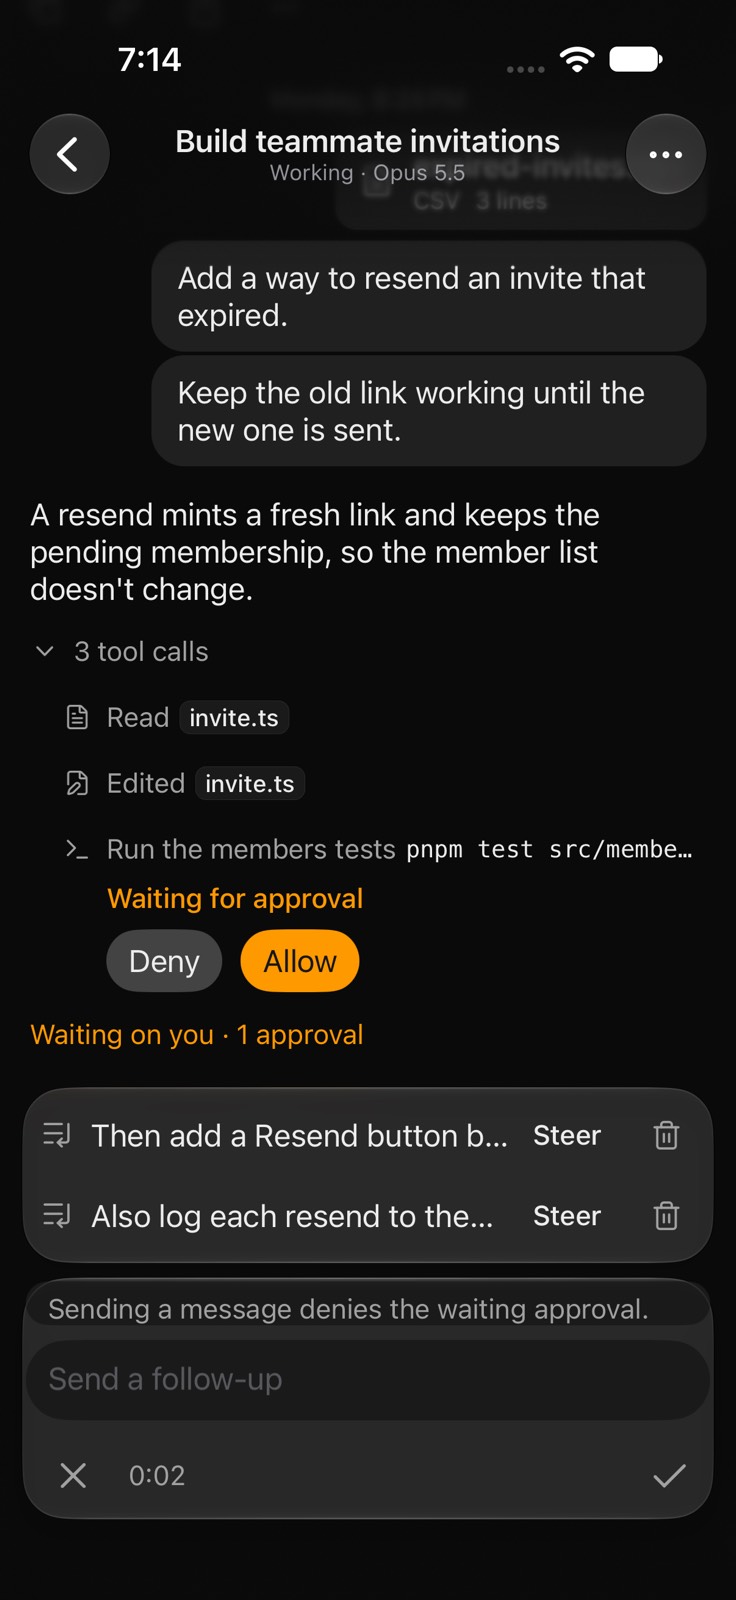 7:14
Build teammate invitations
Working · Opus 5.5
CSV 3 lines
Add a way to resend an invite that
expired.
Keep the old link working until the
new one is sent.
A resend mints a fresh link and keeps the
pending membership, so the member list
doesn't change.
3 tool calls
Read invite.ts
Edited invite.ts
Run the members tests pnpm test src/membe…
Waiting for approval
Deny Allow
Waiting on you · 1 approval
Then add a Resend button b... Steer
Also log each resend to the... Steer
Sending a message denies the waiting approval.
Send a follow-up
0:02